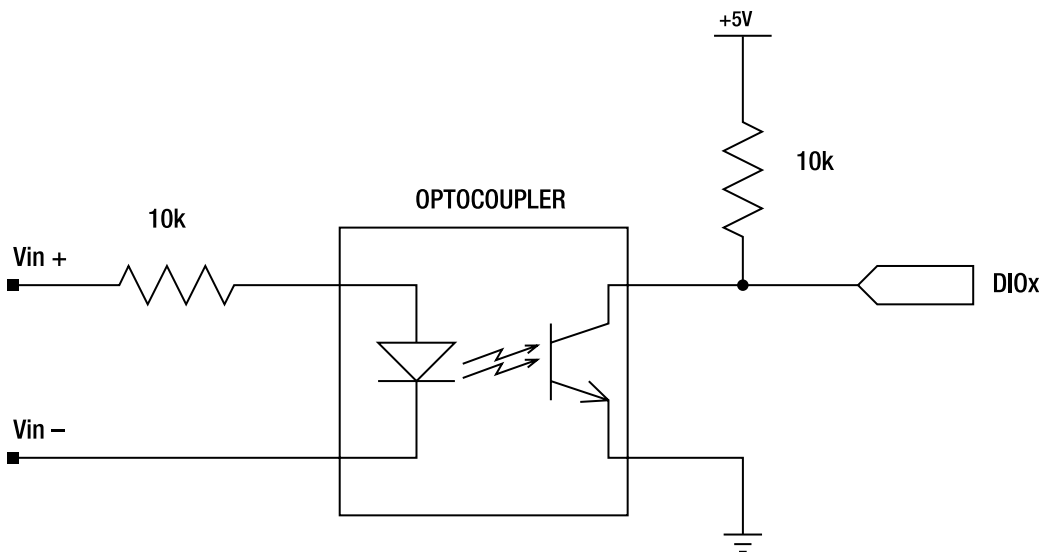 +5V
10k
OPTOCOUPLER
10k
Vin +
DIOx
Vin –